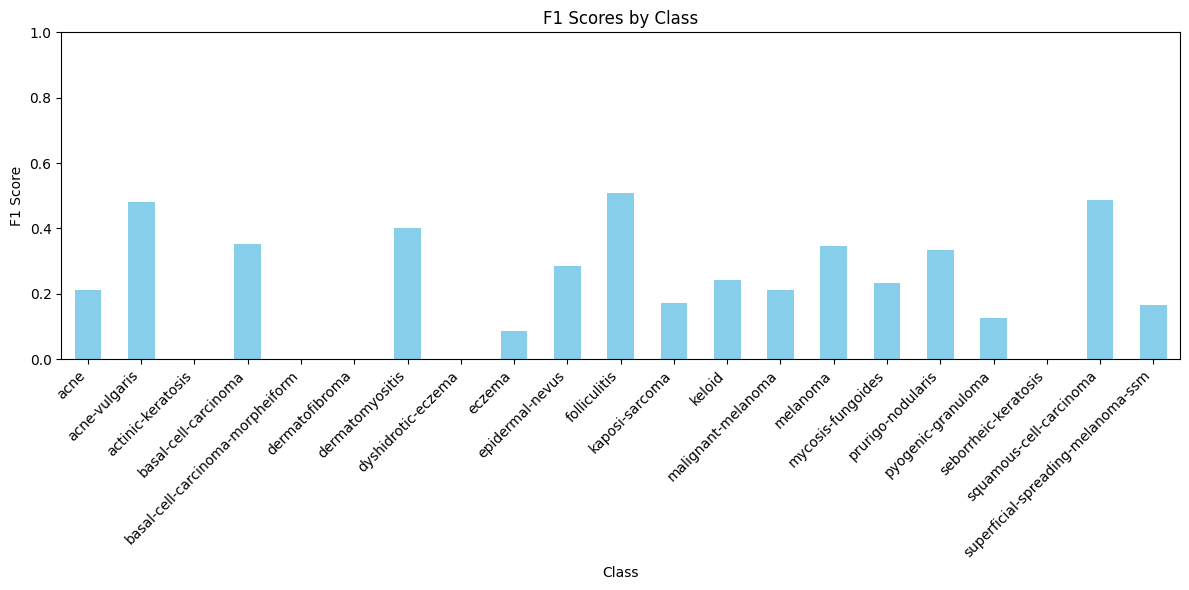 F1 Scores by Class
1.0
0.8
0.6
0.4
0.2
0.0
F1 Score
acne
acne-vulgaris
actinic-keratosis
basal-cell-carcinoma
basal-cell-carcinoma-morpheiform
dermatofibroma
dermatomyositis
dyshidrotic-eczema
eczema
epidermal-nevus
folliculitis
kaposi-sarcoma
keloid
malignant-melanoma
melanoma
mycosis-fungoides
prurigo-nodularis
pyogenic-granuloma
seborrheic-keratosis
squamous-cell-carcinoma
superficial-spreading-melanoma-ssm
Class